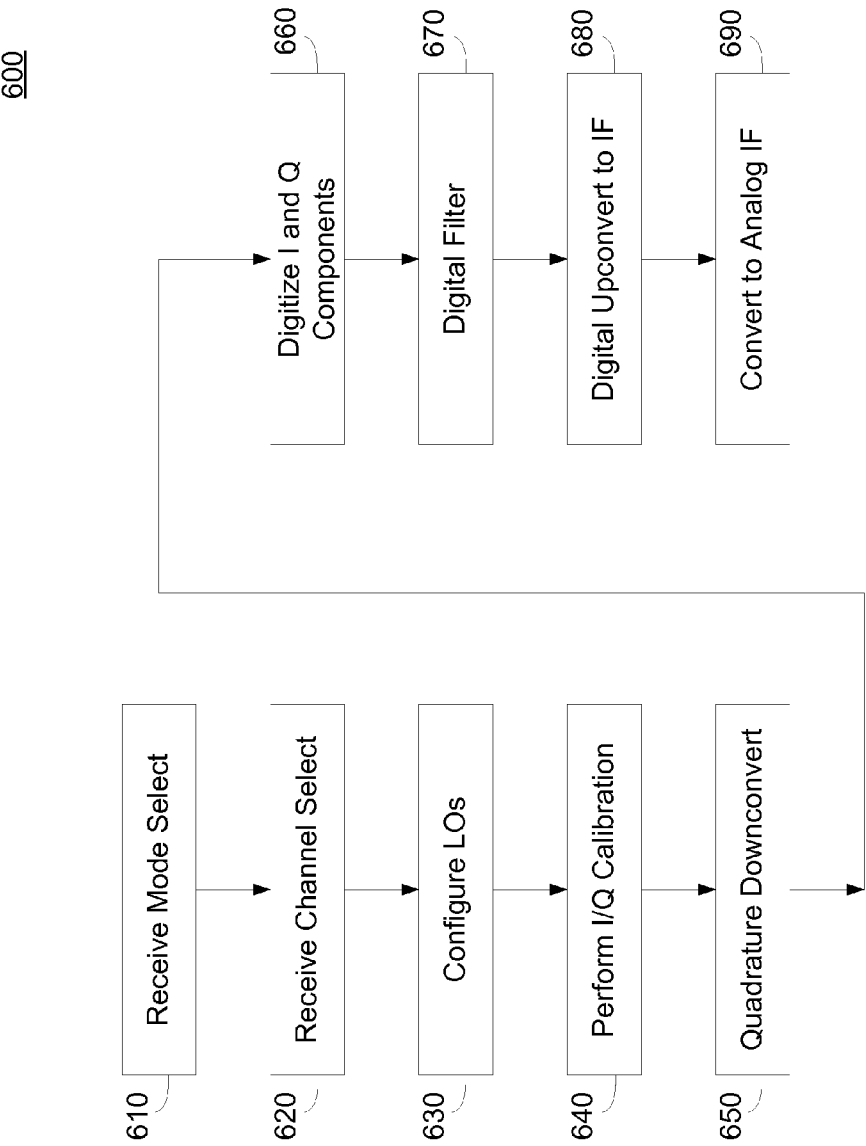 600
610
Receive Mode Select
620
Receive Channel Select
630
Configure LOs
640
Perform I/Q Calibration
650
Quadrature Downconvert
660
Digitize I and Q
Components
670
Digital Filter
680
Digital Upconvert to IF
690
Convert to Analog IF